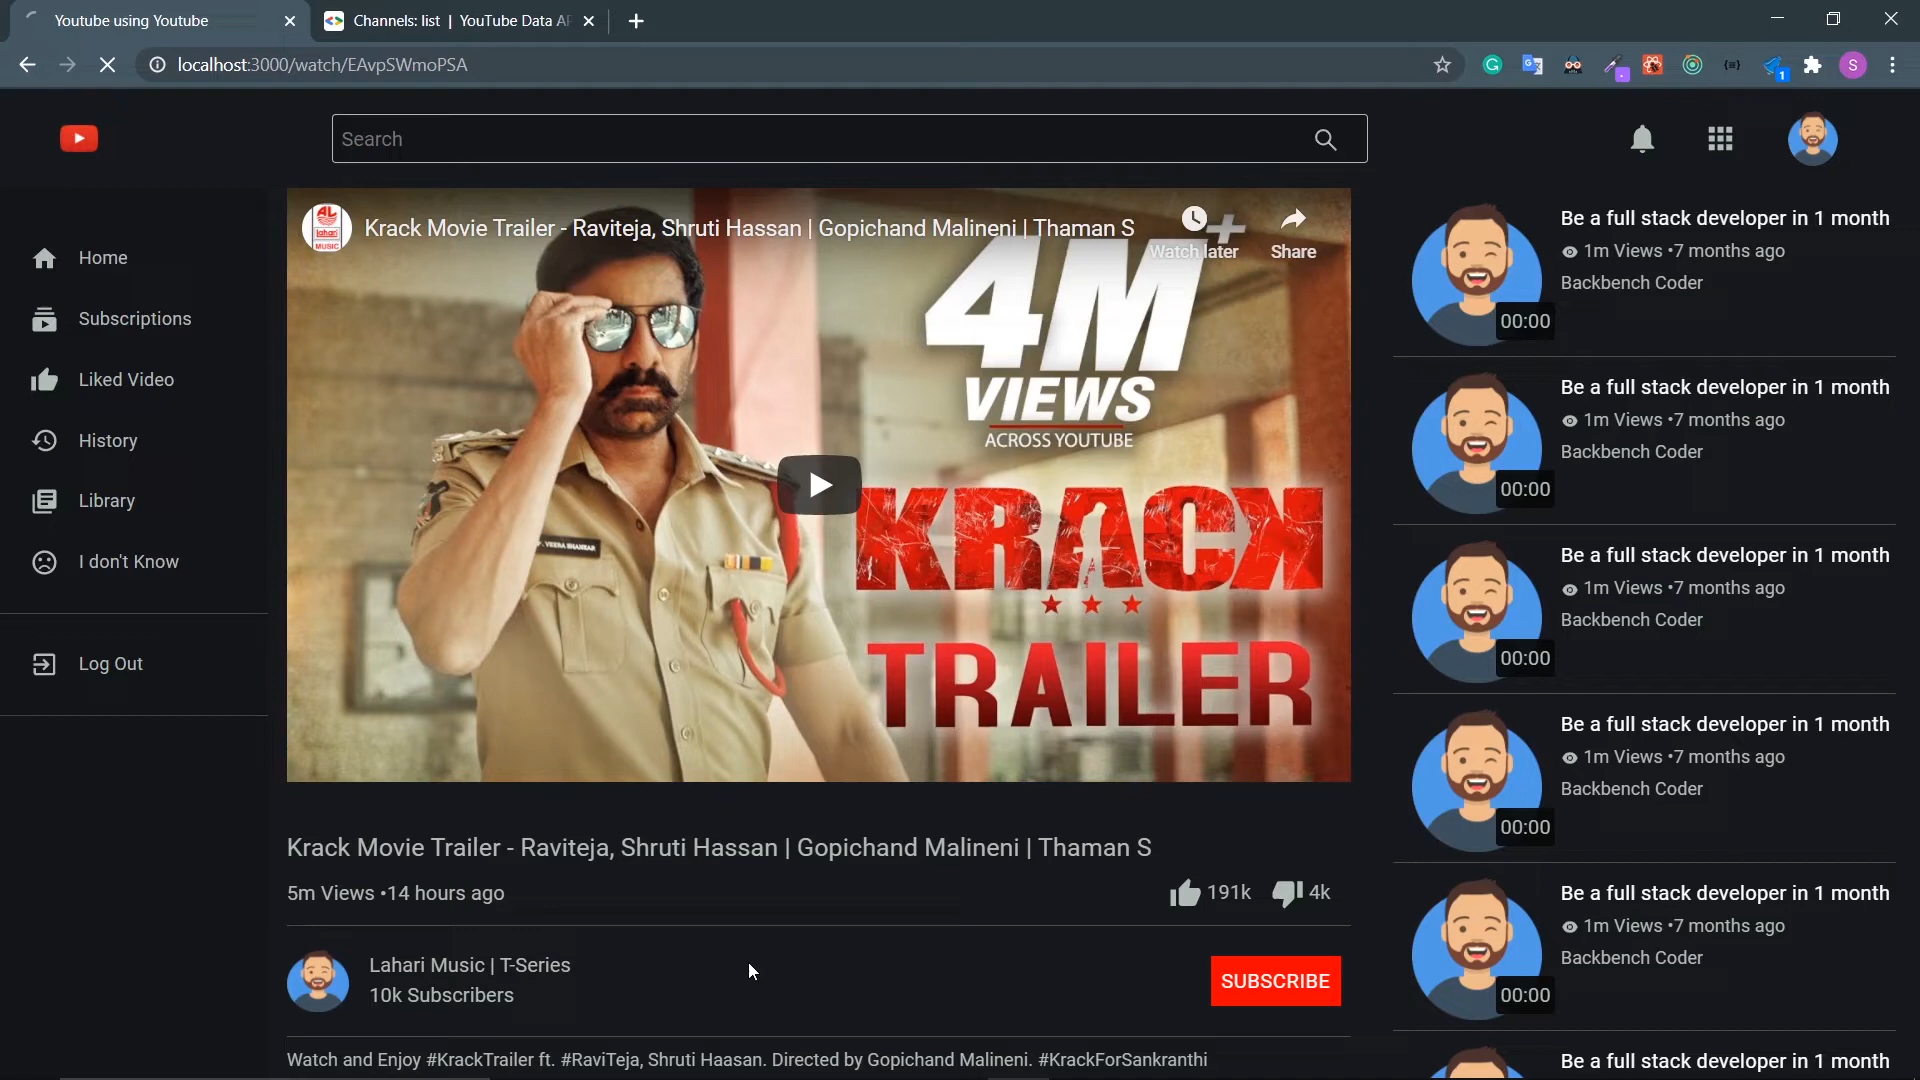 Youtube using Youtube
Channels: list | YouTube Data AP
localhost:3000/watch/EAvpSWmoPSA
S
1
Search
Home
Subscriptions
Liked Video
History
Library
I don't Know
Log Out
AL
lahari
MUSIC
Krack Movie Trailer - Raviteja, Shruti Hassan | Gopichand Malineni | Thaman S
Watch later
Share
4M
VIEWS
ACROSS YOUTUBE
P. VEERA SHANKAR
KRACK
TRAILER
Krack Movie Trailer - Raviteja, Shruti Hassan | Gopichand Malineni | Thaman S
5m Views •14 hours ago
191k
4k
Lahari Music | T-Series
10k Subscribers
SUBSCRIBE
Watch and Enjoy #KrackTrailer ft. #RaviTeja, Shruti Haasan. Directed by Gopichand Malineni. #KrackForSankranthi
Be a full stack developer in 1 month
1m Views •7 months ago
Backbench Coder
00:00
Be a full stack developer in 1 month
1m Views •7 months ago
Backbench Coder
00:00
Be a full stack developer in 1 month
1m Views •7 months ago
Backbench Coder
00:00
Be a full stack developer in 1 month
1m Views •7 months ago
Backbench Coder
00:00
Be a full stack developer in 1 month
1m Views •7 months ago
Backbench Coder
00:00
Be a full stack developer in 1 month